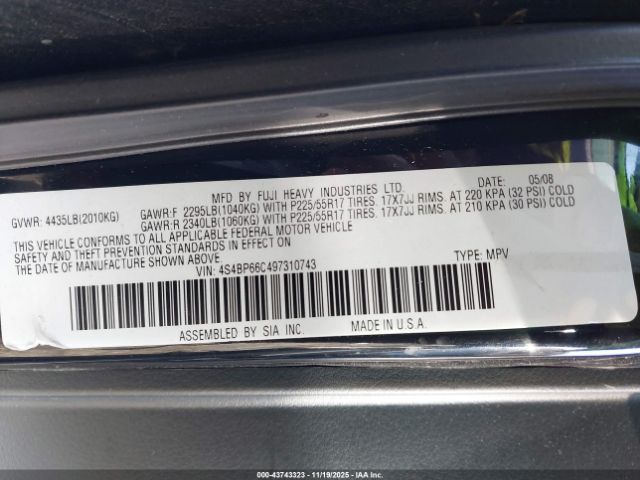 MFD BY FUJI HEAVY INDUSTRIES LTD. DATE: 05/08
GVWR: 4435LB(2010KG) GAWR:F 2295LB(1040KG) WITH P225/55R17 TIRES. 17X7JJ RIMS. AT 220 KPA (32 PSI) COLD
GAWR:R 2340LB(1060KG) WITH P225/55R17 TIRES. 17X7JJ RIMS. AT 210 KPA (30 PSI) COLD
THIS VEHICLE CONFORMS TO ALL APPLICABLE FEDERAL MOTOR VEHICLE
SAFETY AND THEFT PREVENTION STANDARDS IN EFFECT ON
THE DATE OF MANUFACTURE SHOWN ABOVE.
VIN: 4S4BP66C497310743 TYPE: MPV
ASSEMBLED BY SIA INC. MADE IN U.S.A.
000-43743323 | 11/19/2025 | IAAI.COM